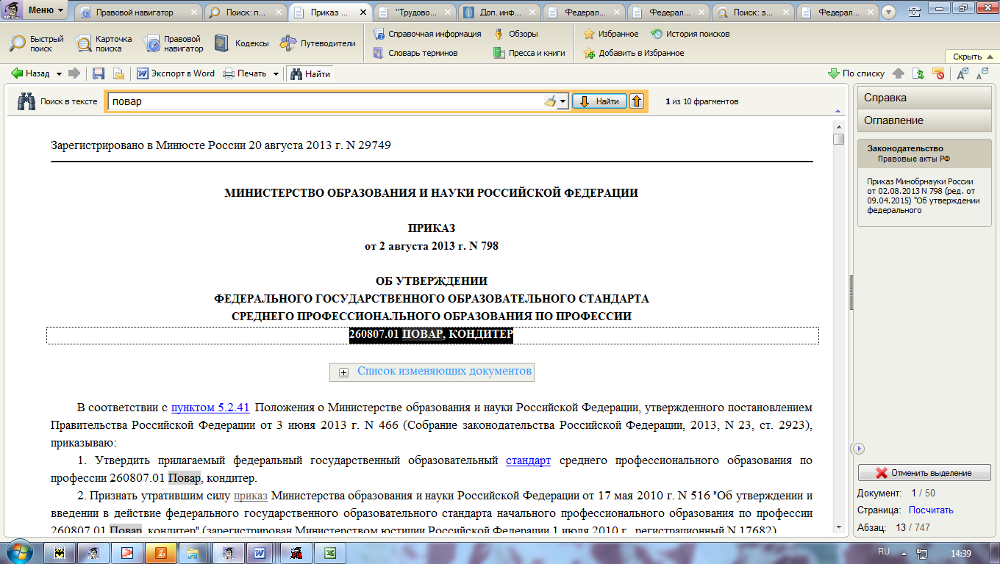 Меню
Правовой навигатор
Поиск: п...
Приказ ...
"Трудово...
Доп. инф...
Федерал...
Федерал...
Поиск: з...
Федерал...
Быстрый
поиск
Карточка
поиска
Правовой
навигатор
Кодексы
Путеводители
Справочная информация
Словарь терминов
Обзоры
Пресса и книги
Избранное
История поисков
Добавить в Избранное
Скрыть
Назад
Экспорт в Word
Печать
Найти
По списку
Поиск в тексте
повар
Найти
1 из 10 фрагментов
Зарегистрировано в Минюсте России 20 августа 2013 г. N 29749
МИНИСТЕРСТВО ОБРАЗОВАНИЯ И НАУКИ РОССИЙСКОЙ ФЕДЕРАЦИИ
ПРИКАЗ
от 2 августа 2013 г. N 798
ОБ УТВЕРЖДЕНИИ
ФЕДЕРАЛЬНОГО ГОСУДАРСТВЕННОГО ОБРАЗОВАТЕЛЬНОГО СТАНДАРТА
СРЕДНЕГО ПРОФЕССИОНАЛЬНОГО ОБРАЗОВАНИЯ ПО ПРОФЕССИИ
260807.01 ПОВАР, КОНДИТЕР
Список изменяющих документов
В соответствии с пунктом 5.2.41 Положения о Министерстве образования и науки Российской Федерации, утвержденного постановлением
Правительства Российской Федерации от 3 июня 2013 г. N 466 (Собрание законодательства Российской Федерации, 2013, N 23, ст. 2923),
приказываю:
1. Утвердить прилагаемый федеральный государственный образовательный стандарт среднего профессионального образования по
профессии 260807.01 Повар, кондитер.
2. Признать утратившим силу приказ Министерства образования и науки Российской Федерации от 17 мая 2010 г. N 516 "Об утверждении и
введении в действие федерального государственного образовательного стандарта начального профессионального образования по профессии
260807.01 Повар, кондитер" (зарегистрирован Министерством юстиции Российской Федерации 1 июля 2010 г., регистрационный N 17682).
Справка
Оглавление
Законодательство
Правовые акты РФ
Приказ Минобрнауки России
от 02.08.2013 N 798 (ред. от
09.04.2015) "Об утверждении
федерального
Отменить выделение
Документ: 1 / 50
Страница: Посчитать
Абзац: 13 / 747
RU
14:39